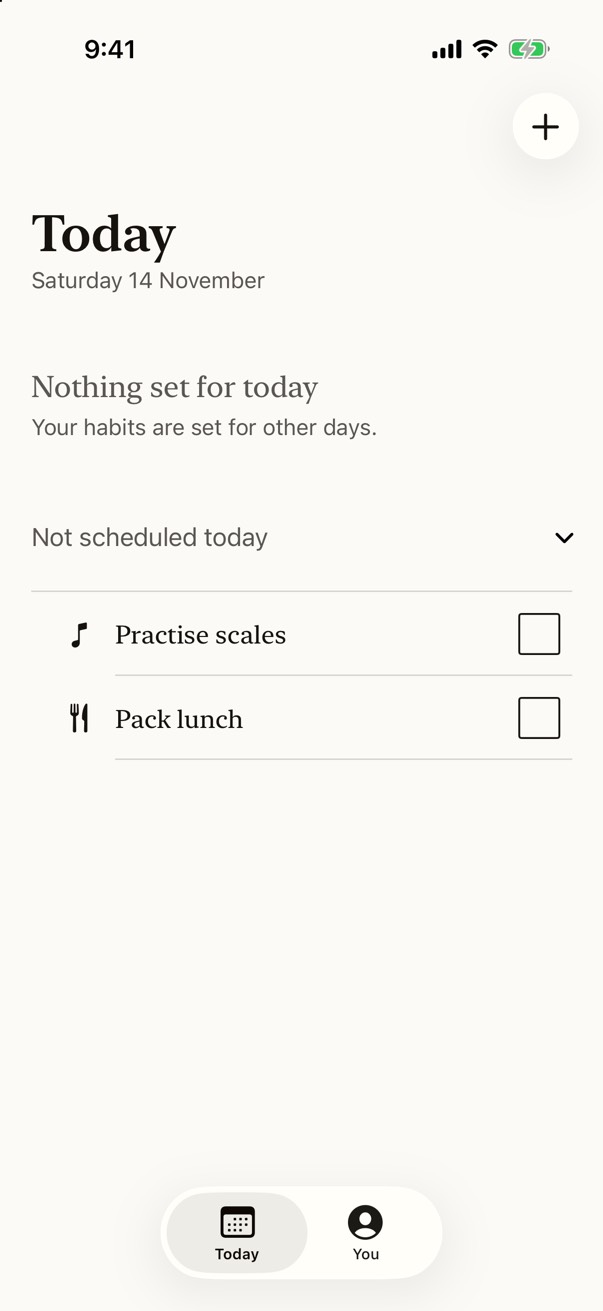 9:41
Today
Saturday 14 November
Nothing set for today
Your habits are set for other days.
Not scheduled today
Practise scales
Pack lunch
Today
You